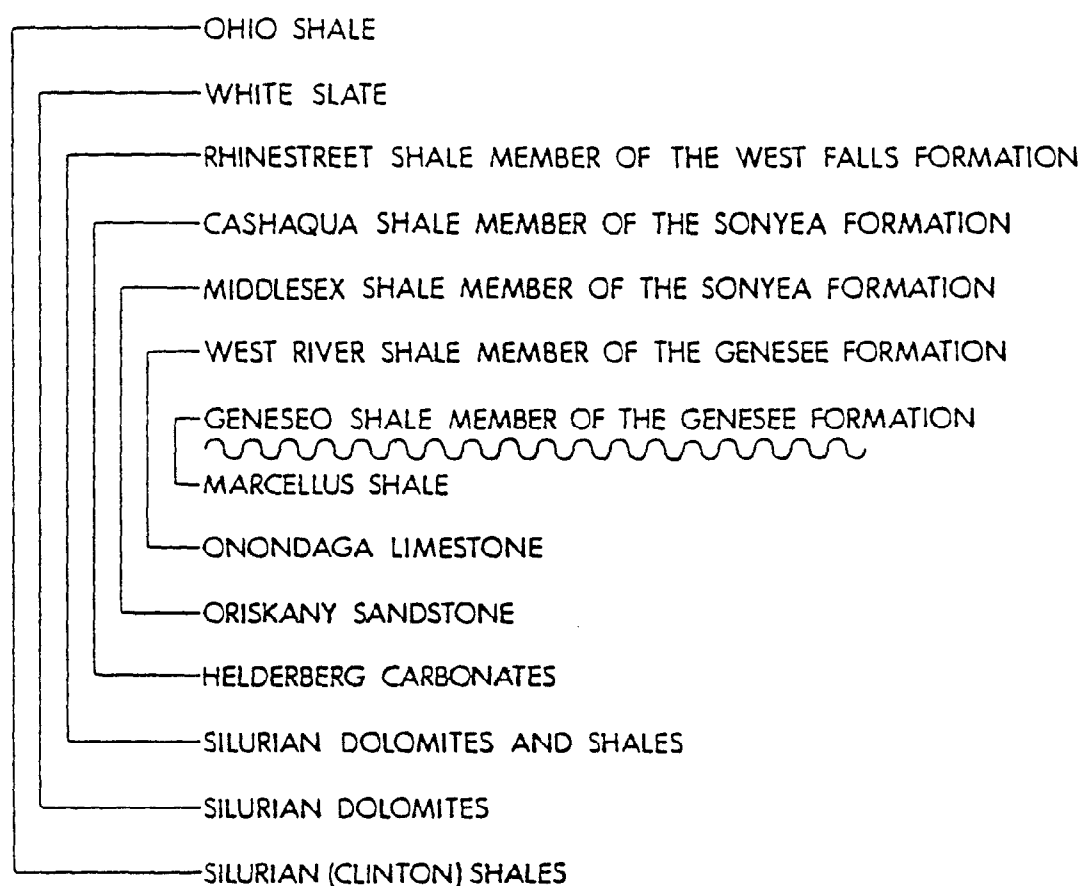 OHIO SHALE
WHITE SLATE
RHINESTREET SHALE MEMBER OF THE WEST FALLS FORMATION
CASHAQUA SHALE MEMBER OF THE SONYEA FORMATION
MIDDLESEX SHALE MEMBER OF THE SONYEA FORMATION
WEST RIVER SHALE MEMBER OF THE GENESEE FORMATION
GENESEO SHALE MEMBER OF THE GENESEE FORMATION
MARCELLUS SHALE
ONONDAGA LIMESTONE
ORISKANY SANDSTONE
HELDERBERG CARBONATES
SILURIAN DOLOMITES AND SHALES
SILURIAN DOLOMITES
SILURIAN (CLINTON) SHALES